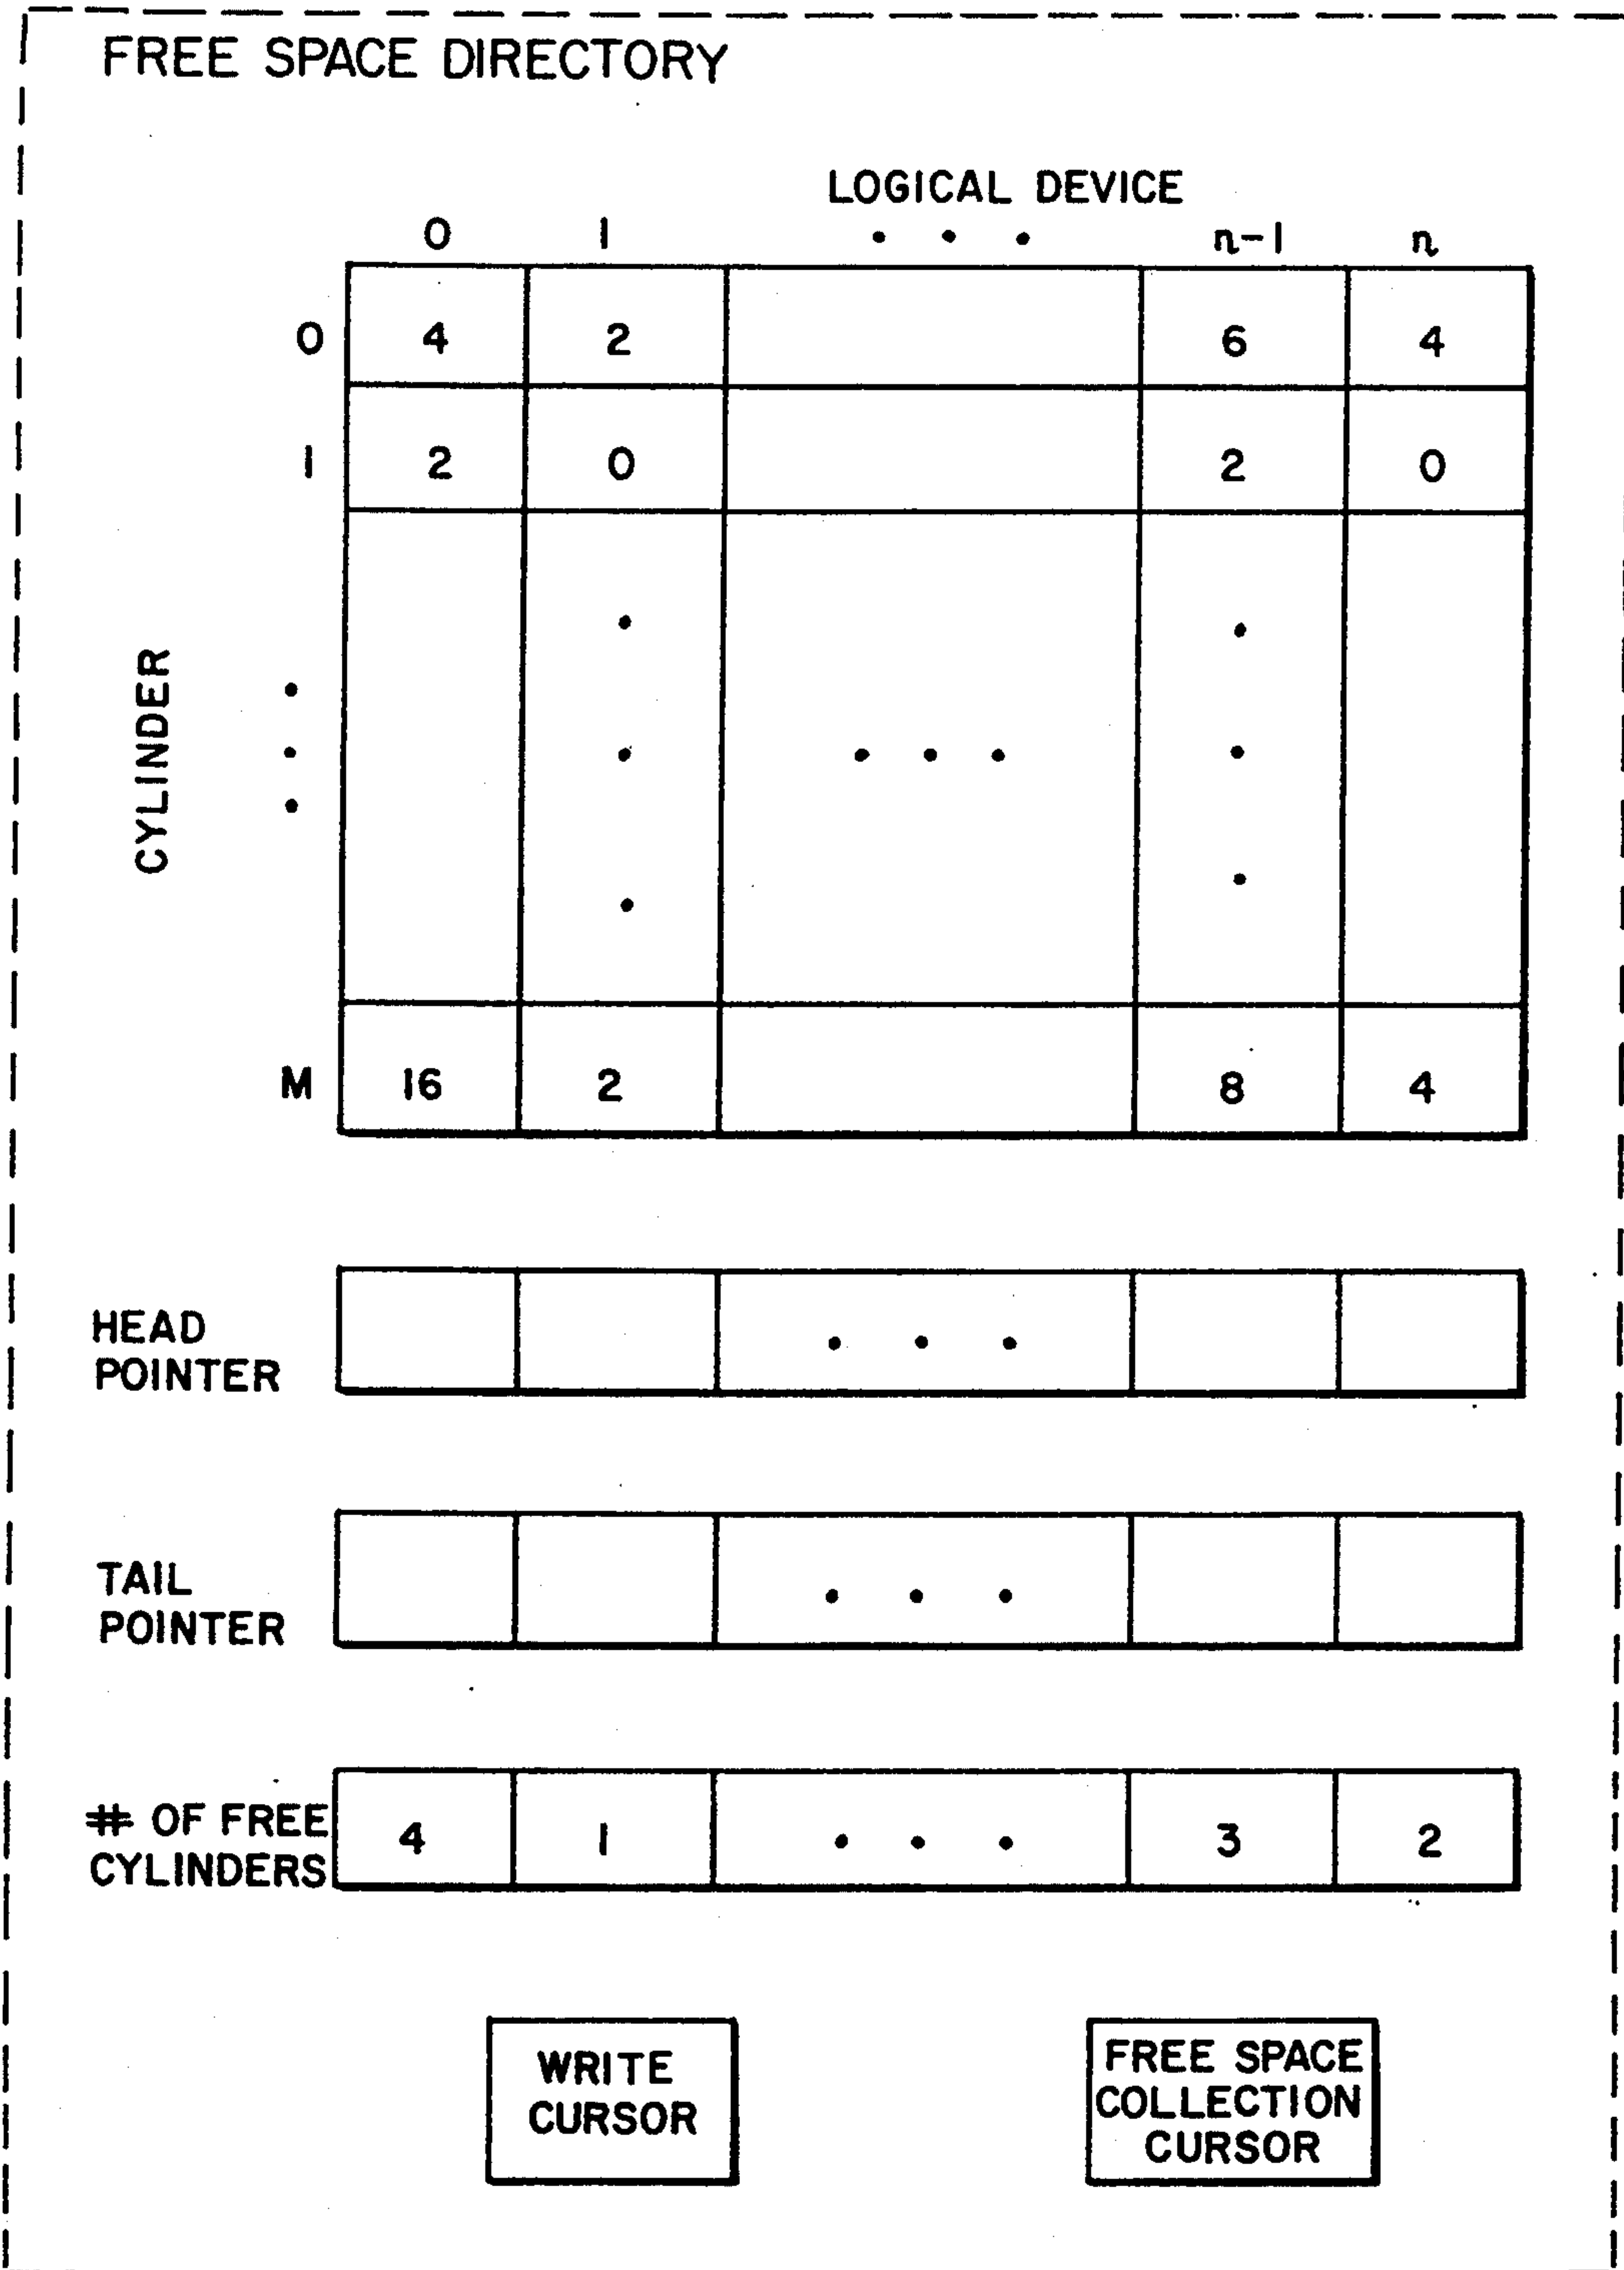 FREE SPACE DIRECTORY
LOGICAL DEVICE
0 1 • • • n-1 n
0 4 2 6 4
1 2 0 2 0
CYLINDER
M 16 2 8 4
HEAD
POINTER
TAIL
POINTER
# OF FREE
CYLINDERS
4 1 • • • 3 2
WRITE
CURSOR
FREE SPACE
COLLECTION
CURSOR